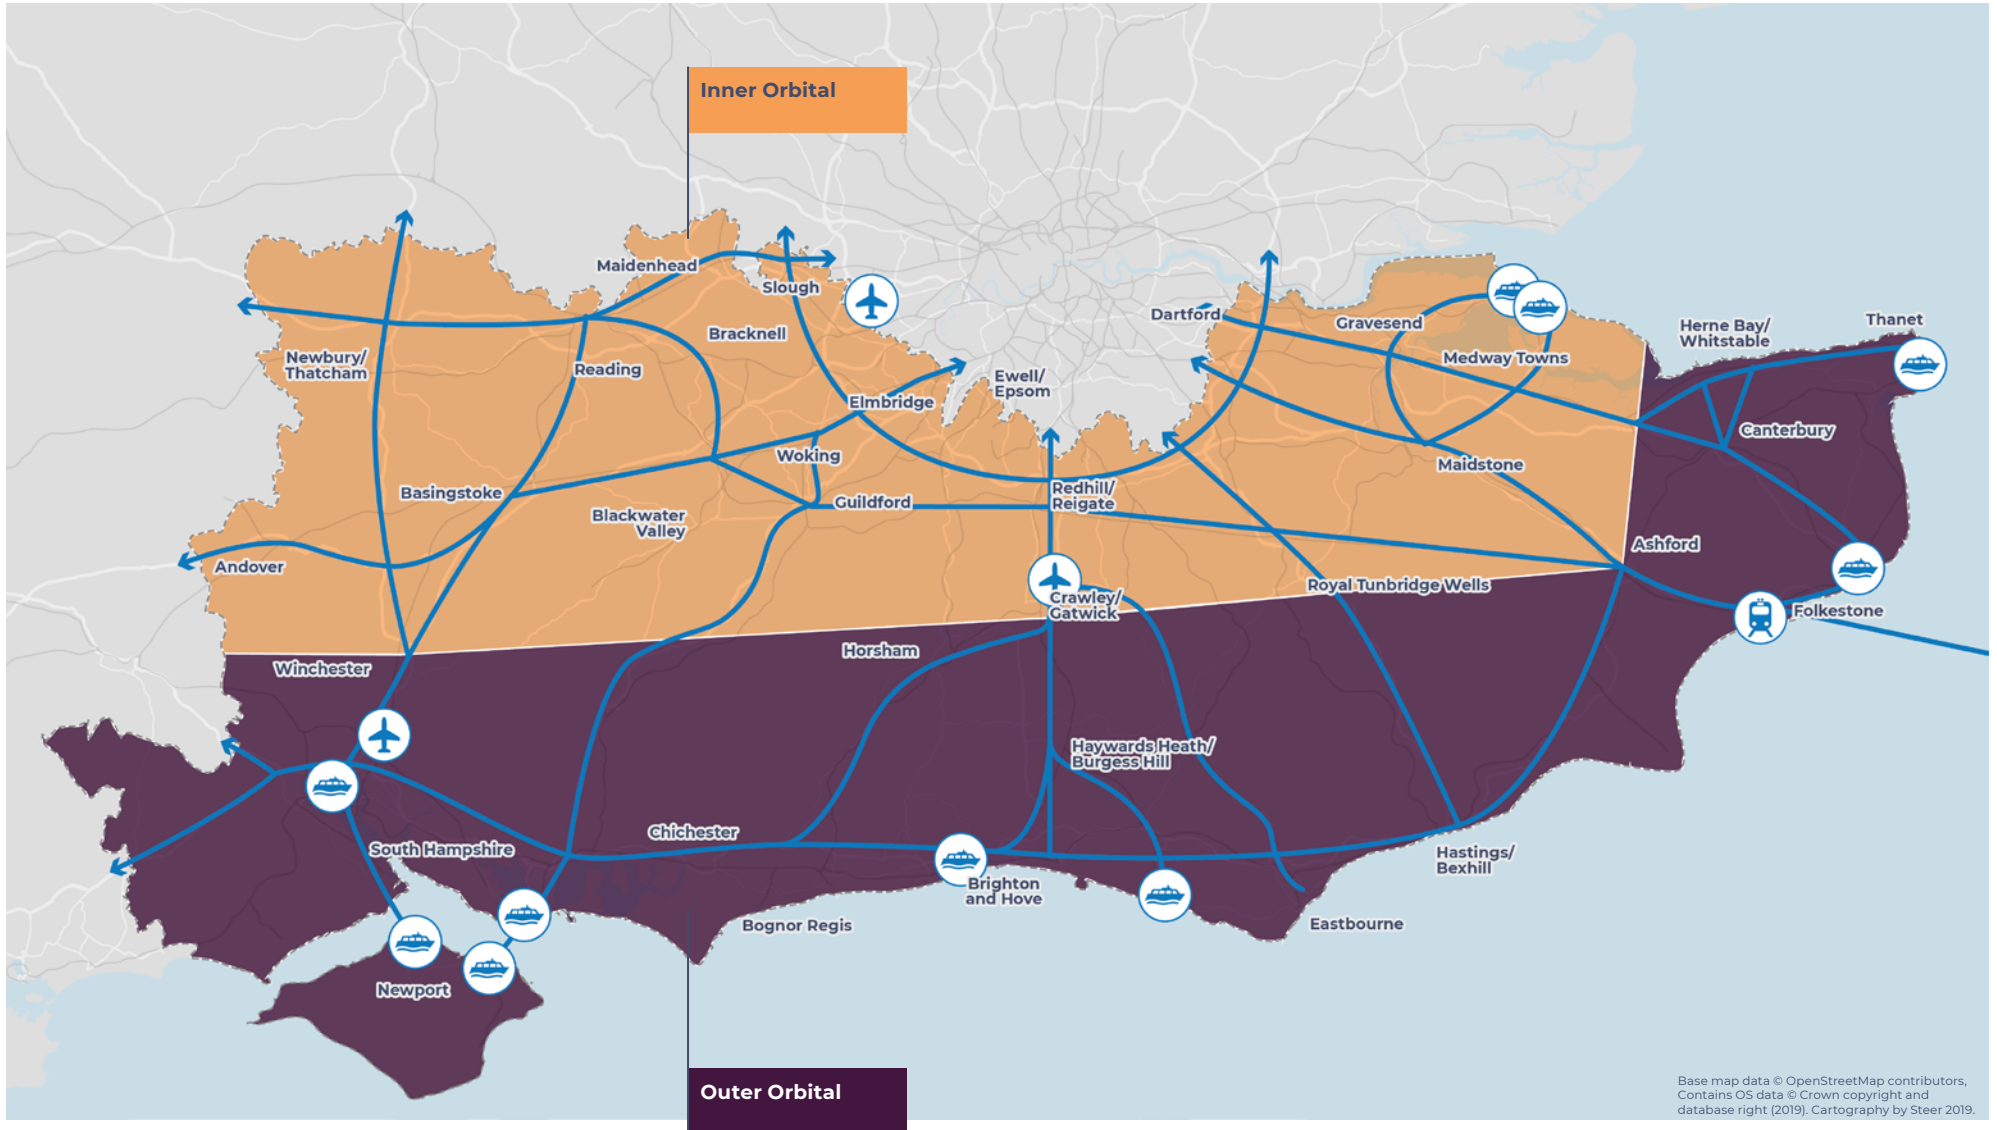 Inner Orbital
Maidenhead
Slough
Bracknell
Newbury/
Thatcham
Reading
Elmbridge
Ewell/
Epsom
Dartford
Gravesend
Medway Towns
Herne Bay/
Whitstable
Thanet
Canterbury
Maidstone
Woking
Basingstoke
Guildford
Blackwater
Valley
Redhill/
Reigate
Andover
Ashford
Royal Tunbridge Wells
Crawley/
Gatwick
Folkestone
Horsham
Winchester
Haywards Heath/
Burgess Hill
Chichester
South Hampshire
Hastings/
Bexhill
Brighton
and Hove
Bognor Regis
Eastbourne
Newport
Outer Orbital
Base map data © OpenStreetMap contributors,
Contains OS data © Crown copyright and
database right (2019). Cartography by Steer 2019.